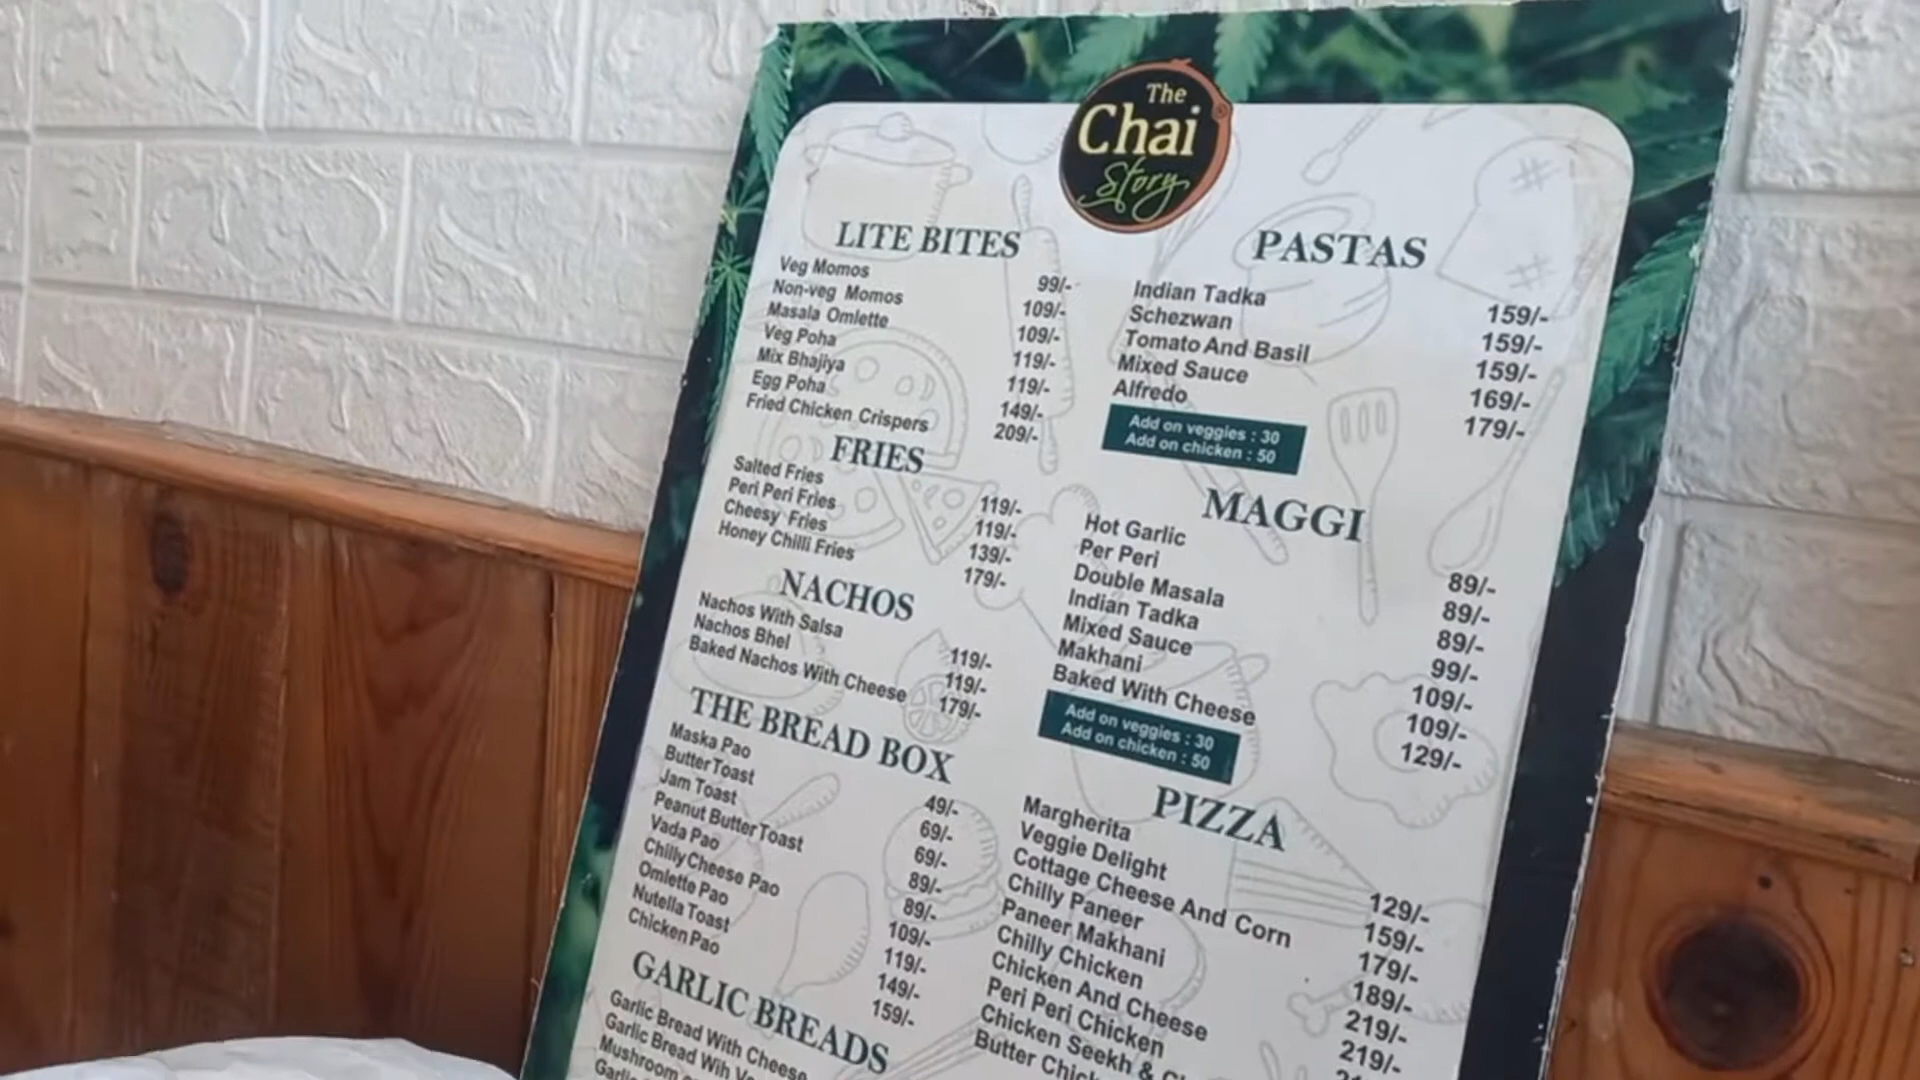 The
Chai
Story
LITE BITES
Veg Momos 99/-
Non-veg Momos 109/-
Masala Omlette 109/-
Veg Poha 119/-
Mix Bhajiya 119/-
Egg Poha 149/-
Fried Chicken Crispers 209/-
FRIES
Salted Fries 119/-
Peri Peri Fries 119/-
Cheesy Fries 139/-
Honey Chilli Fries 179/-
NACHOS
Nachos With Salsa 119/-
Nachos Bhel 119/-
Baked Nachos With Cheese 179/-
THE BREAD BOX
Maska Pao 49/-
Butter Toast 69/-
Jam Toast 69/-
Peanut Butter Toast 89/-
Vada Pao 89/-
Chilly Cheese Pao 109/-
Omlette Pao 119/-
Nutella Toast 149/-
Chicken Pao 159/-
GARLIC BREADS
Garlic Bread With Cheese
Garlic Bread Wih
Mushroom
PASTAS
Indian Tadka 159/-
Schezwan 159/-
Tomato And Basil 159/-
Mixed Sauce 169/-
Alfredo 179/-
Add on veggies : 30
Add on chicken : 50
MAGGI
Hot Garlic 89/-
Per Peri 89/-
Double Masala 89/-
Indian Tadka 99/-
Mixed Sauce 109/-
Makhani 109/-
Baked With Cheese 129/-
Add on veggies : 30
Add on chicken : 50
PIZZA
Margherita 129/-
Veggie Delight 159/-
Cottage Cheese And Corn 179/-
Chilly Paneer 189/-
Paneer Makhani 219/-
Chilly Chicken 219/-
Chicken And Cheese
Peri Peri Chicken
Chicken Seekh &
Butter